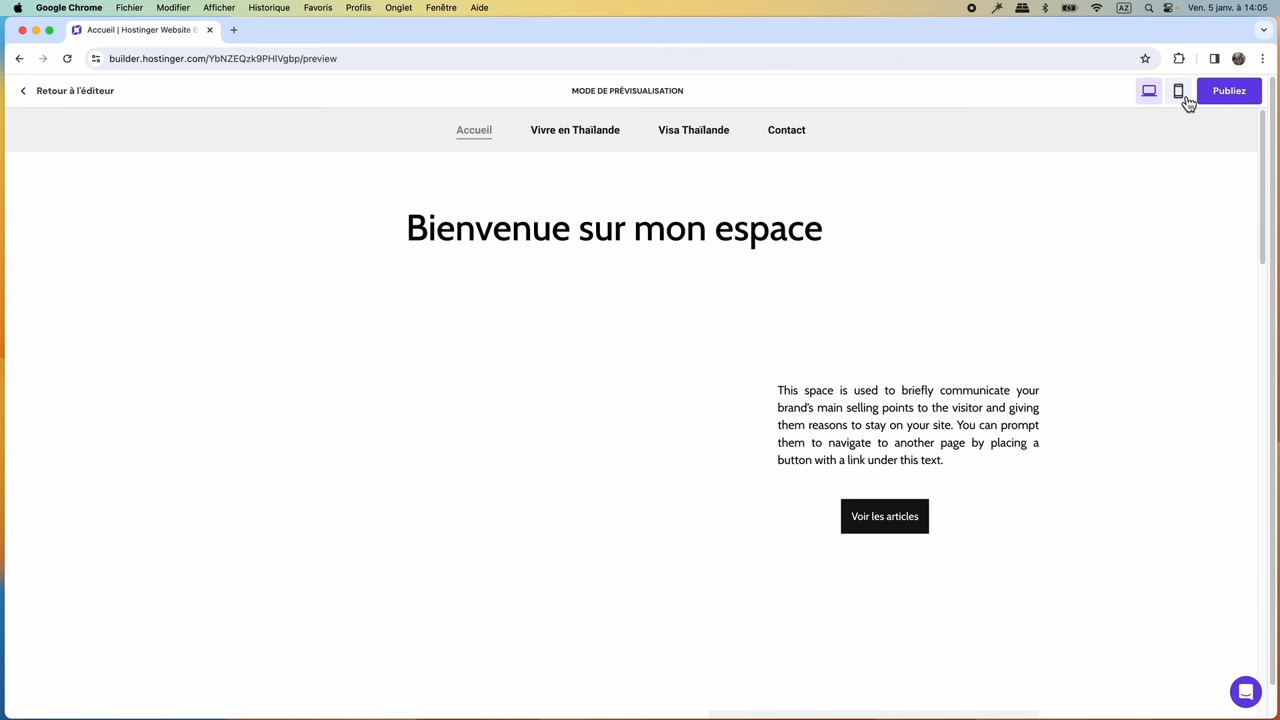 Google Chrome Fichier Modifier Afficher Historique Favoris Profils Onglet Fenêtre Aide AZ Ven. 5 janv. à 14:05
Accueil | Hostinger Website E
builder.hostinger.com/YbNZEQzk9PHIVgbp/preview
Retour à l'éditeur MODE DE PRÉVISUALISATION Publiez
Accueil Vivre en Thaïlande Visa Thaïlande Contact
Bienvenue sur mon espace
This space is used to briefly communicate your
brand's main selling points to the visitor and giving
them reasons to stay on your site. You can prompt
them to navigate to another page by placing a
button with a link under this text.
Voir les articles